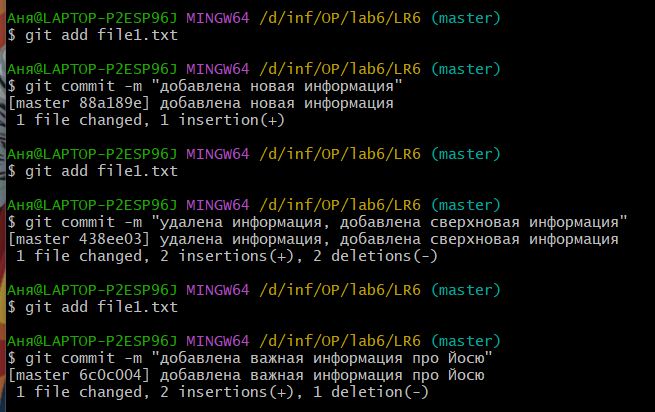 Аня@LAPTOP-P2ESP96J MINGW64 /d/inf/OP/lab6/LR6 (master)
$ git add file1.txt
Аня@LAPTOP-P2ESP96J MINGW64 /d/inf/OP/lab6/LR6 (master)
$ git commit -m "добавлена новая информация"
[master 88a189e] добавлена новая информация
1 file changed, 1 insertion(+)
Аня@LAPTOP-P2ESP96J MINGW64 /d/inf/OP/lab6/LR6 (master)
$ git add file1.txt
Аня@LAPTOP-P2ESP96J MINGW64 /d/inf/OP/lab6/LR6 (master)
$ git commit -m "удалена информация, добавлена сверхновая информация"
[master 438ee03] удалена информация, добавлена сверхновая информация
1 file changed, 2 insertions(+), 2 deletions(-)
Аня@LAPTOP-P2ESP96J MINGW64 /d/inf/OP/lab6/LR6 (master)
$ git add file1.txt
Аня@LAPTOP-P2ESP96J MINGW64 /d/inf/OP/lab6/LR6 (master)
$ git commit -m "добавлена важная информация про Йосю"
[master 6c0c004] добавлена важная информация про Йосю
1 file changed, 2 insertions(+), 1 deletion(-)